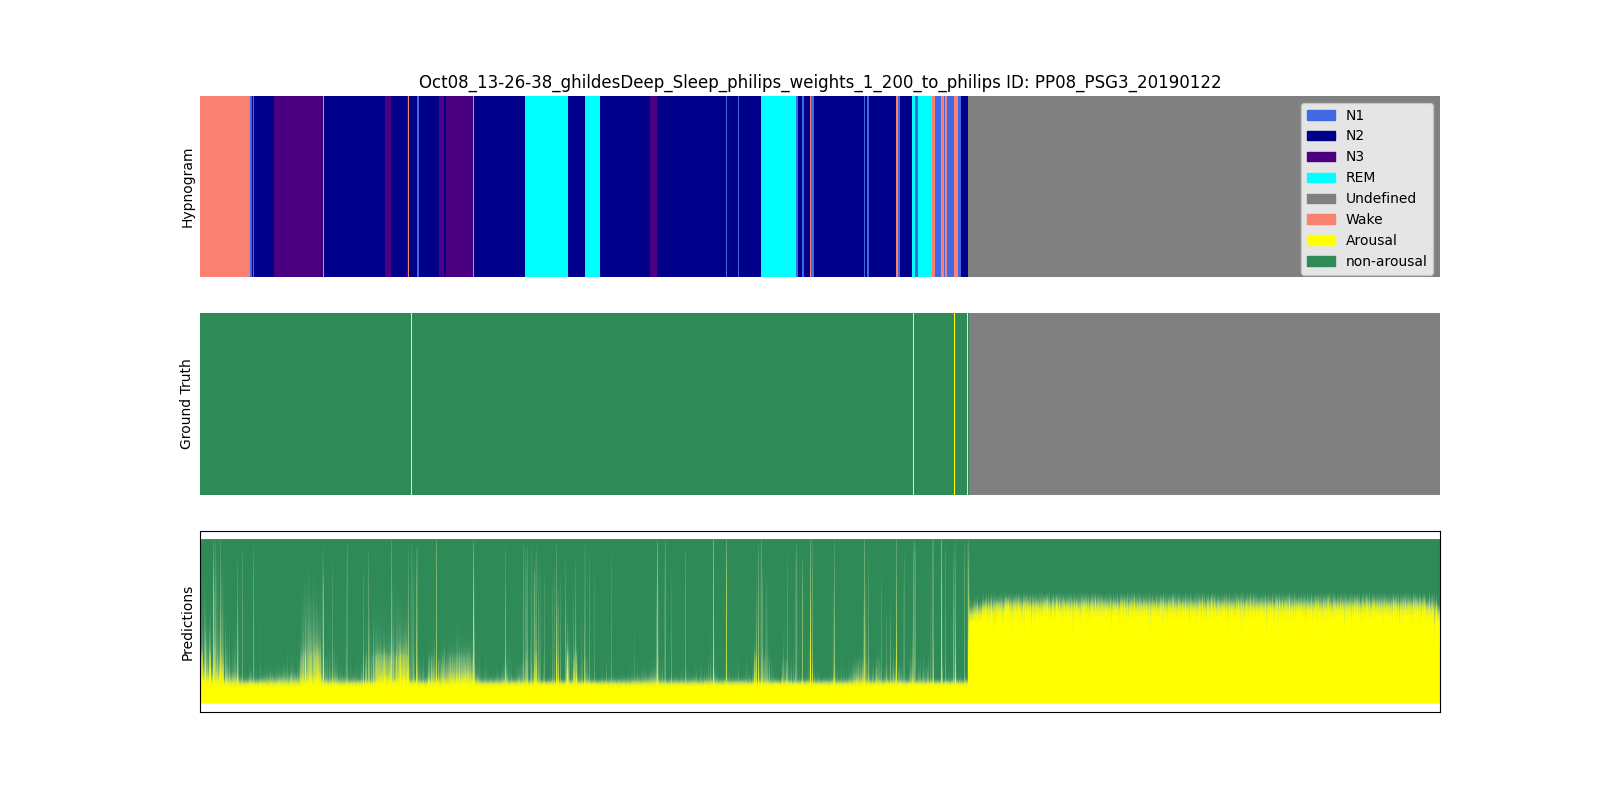 Oct08_13-26-38_ghildesDeep_Sleep_philips_weights_1_200_to_philips ID: PP08_PSG3_20190122
Hypnogram
N1
N2
N3
REM
Undefined
Wake
Arousal
non-arousal
Ground Truth
Predictions